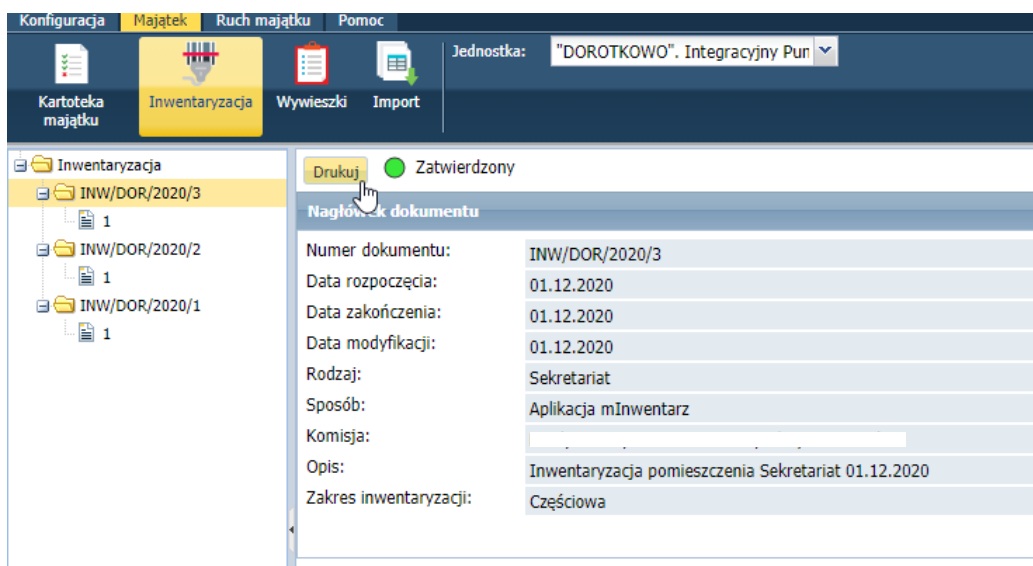 Konfiguracja Majątek Ruch majątku Pomoc
Jednostka: "DOROTKOWO". Integracyjny Pun
Kartoteka majątku Inwentaryzacja Wywieszki Import
Inwentaryzacja
INW/DOR/2020/3
1
INW/DOR/2020/2
1
INW/DOR/2020/1
1
Drukuj Zatwierdzony
Nagłówek dokumentu
Numer dokumentu: INW/DOR/2020/3
Data rozpoczęcia: 01.12.2020
Data zakończenia: 01.12.2020
Data modyfikacji: 01.12.2020
Rodzaj: Sekretariat
Sposób: Aplikacja mInwentarz
Komisja:
Opis: Inwentaryzacja pomieszczenia Sekretariat 01.12.2020
Zakres inwentaryzacji: Częściowa